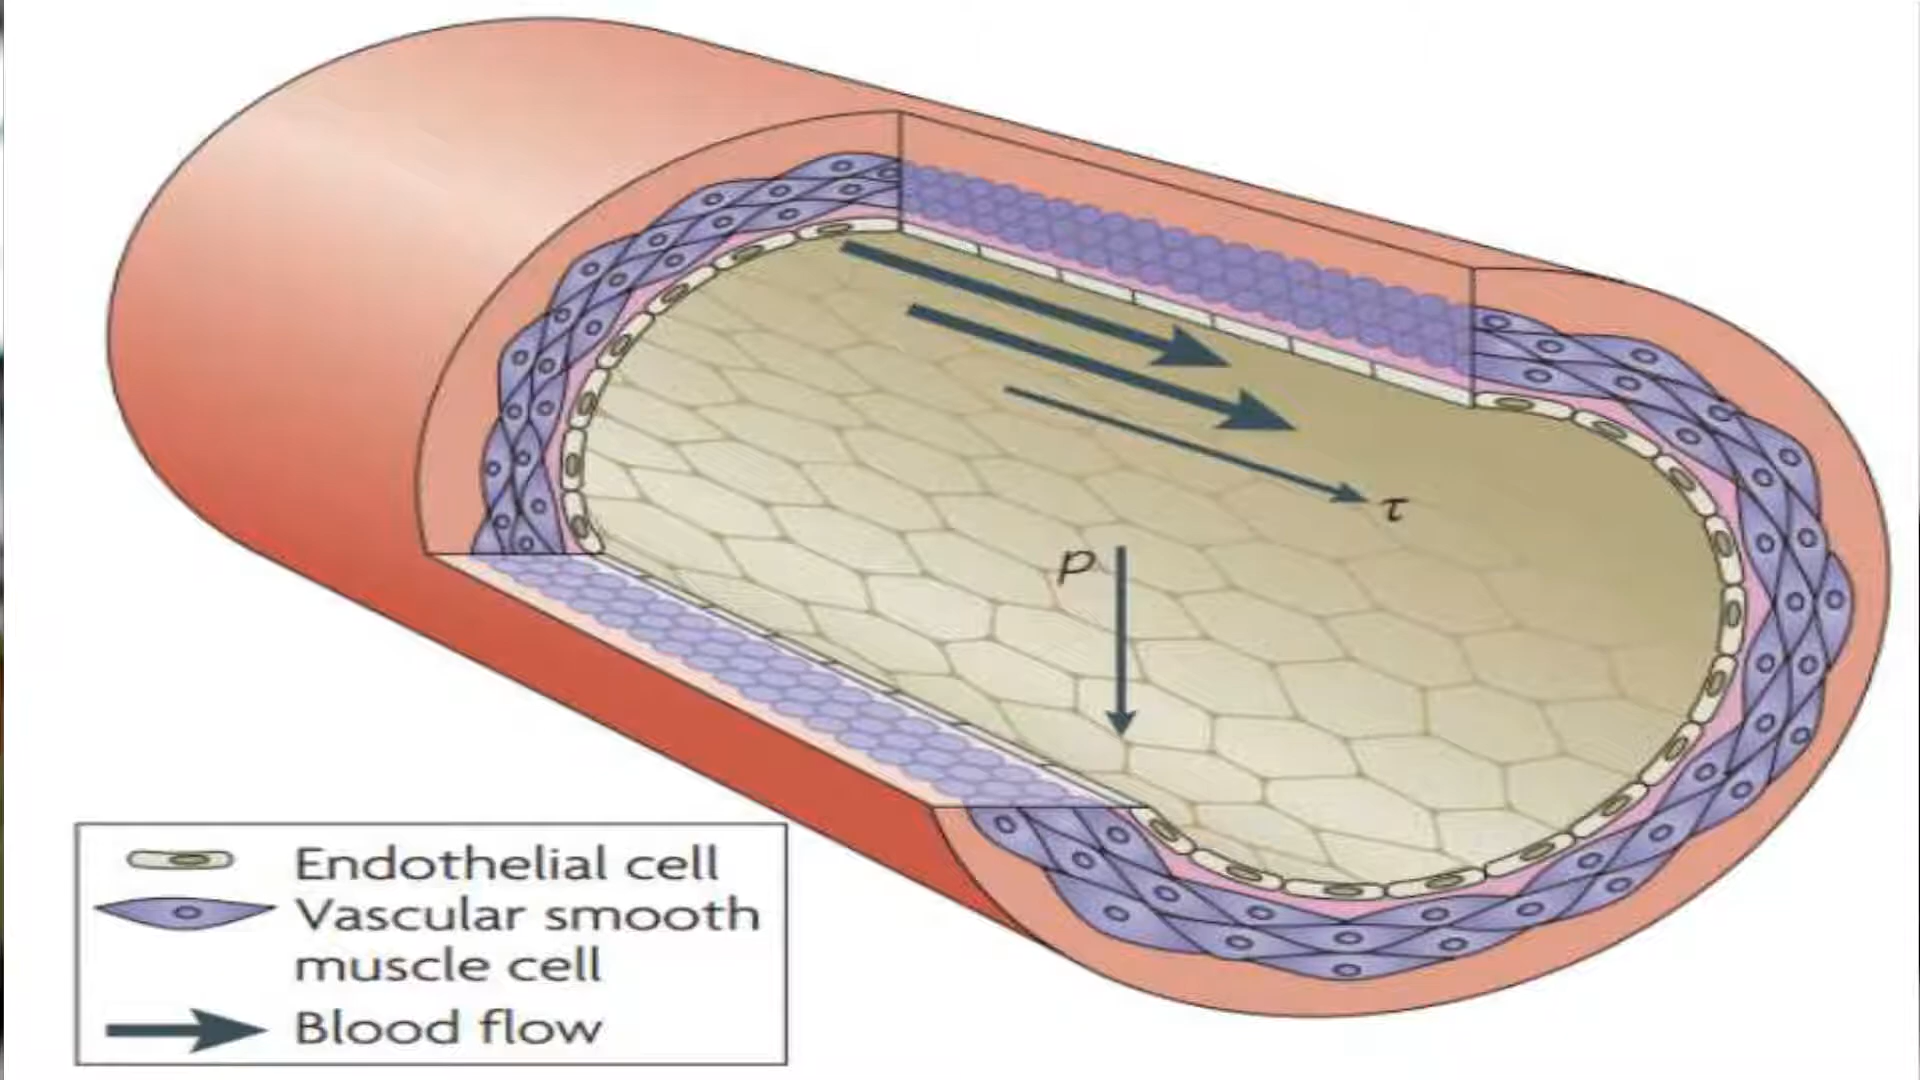 τ
p
Endothelial cell
Vascular smooth
muscle cell
Blood flow